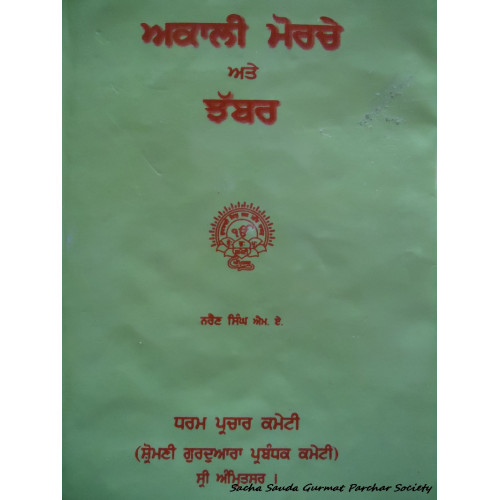 ਅਕਾਲੀ ਮੋਰਚੇ
ਅਤੇ
ਝੱਬਰ
ਨਰੈਣ ਸਿੰਘ ਐਮ. ਏ.
ਧਰਮ ਪ੍ਰਚਾਰ ਕਮੇਟੀ
(ਸ਼੍ਰੋਮਣੀ ਗੁਰਦੁਆਰਾ ਪ੍ਰਬੰਧਕ ਕਮੇਟੀ)
ਸ੍ਰੀ ਅੰਮ੍ਰਿਤਸਰ ।
Sacha Sauda Gurmat Parchar Society